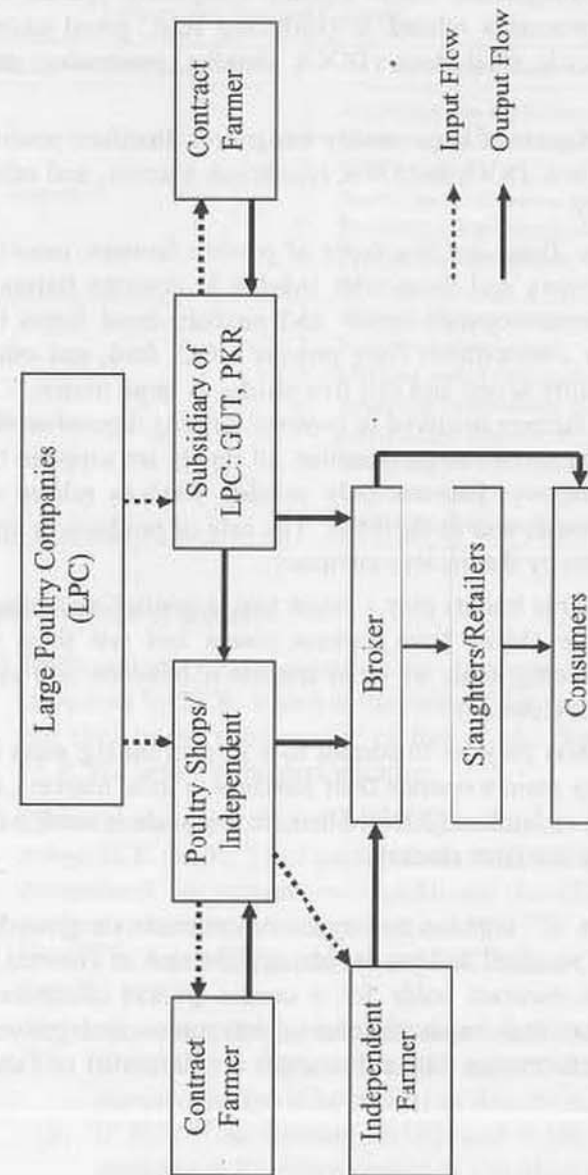 Large Poultry Companies
(LPC)
Contract
Farmer
Poultry Shops/
Independent
Subsidiary of
LPC: GUT, PKR
Contract
Farmer
Independent
Farmer
Broker
Slaughters/Retailers
Consumers
Input Flow
Output Flow